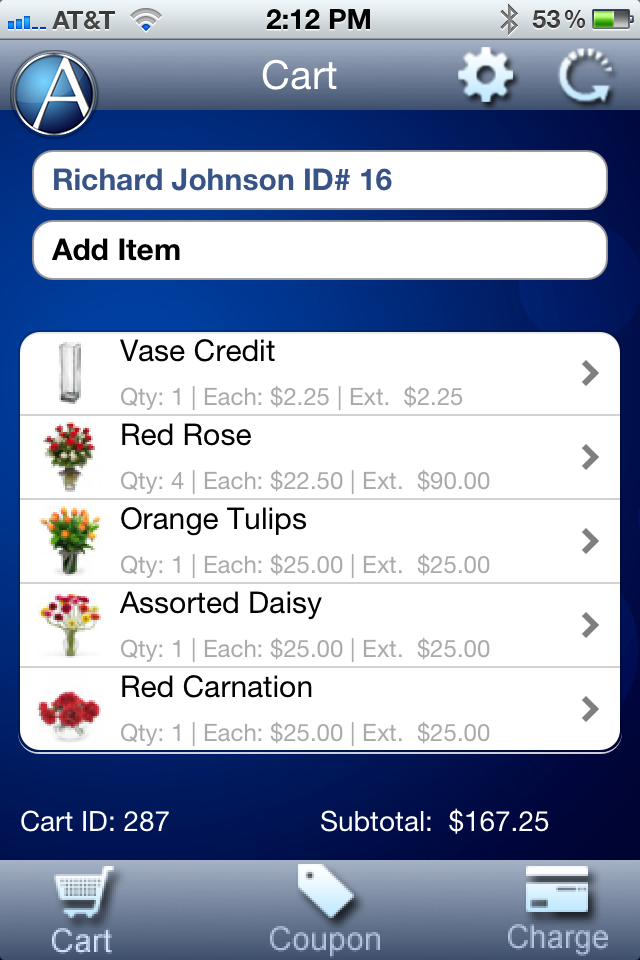 AT&T 2:12 PM 53%
A Cart
Richard Johnson ID# 16
Add Item
Vase Credit
Qty: 1 | Each: $2.25 | Ext.  $2.25
Red Rose
Qty: 4 | Each: $22.50 | Ext.  $90.00
Orange Tulips
Qty: 1 | Each: $25.00 | Ext.  $25.00
Assorted Daisy
Qty: 1 | Each: $25.00 | Ext.  $25.00
Red Carnation
Qty: 1 | Each: $25.00 | Ext.  $25.00
Cart ID: 287 Subtotal:  $167.25
Cart Coupon Charge